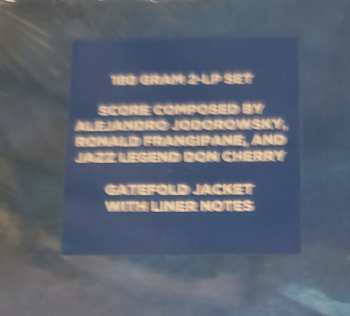 180 GRAM 2-LP SET
SCORE COMPOSED BY
ALEJANDRO JODOROWSKY,
RONALD FRANGIPANE, AND
JAZZ LEGEND DON CHERRY
GATEFOLD JACKET
WITH LINER NOTES